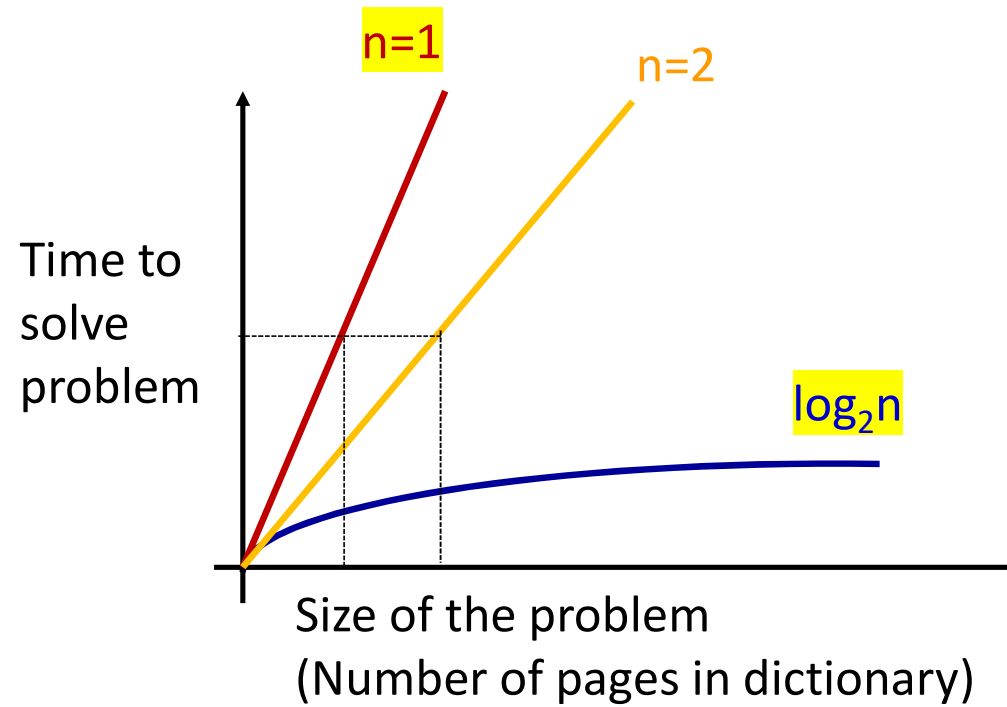 n=1
n=2
Time to
solve
problem
log₂n
Size of the problem
(Number of pages in dictionary)